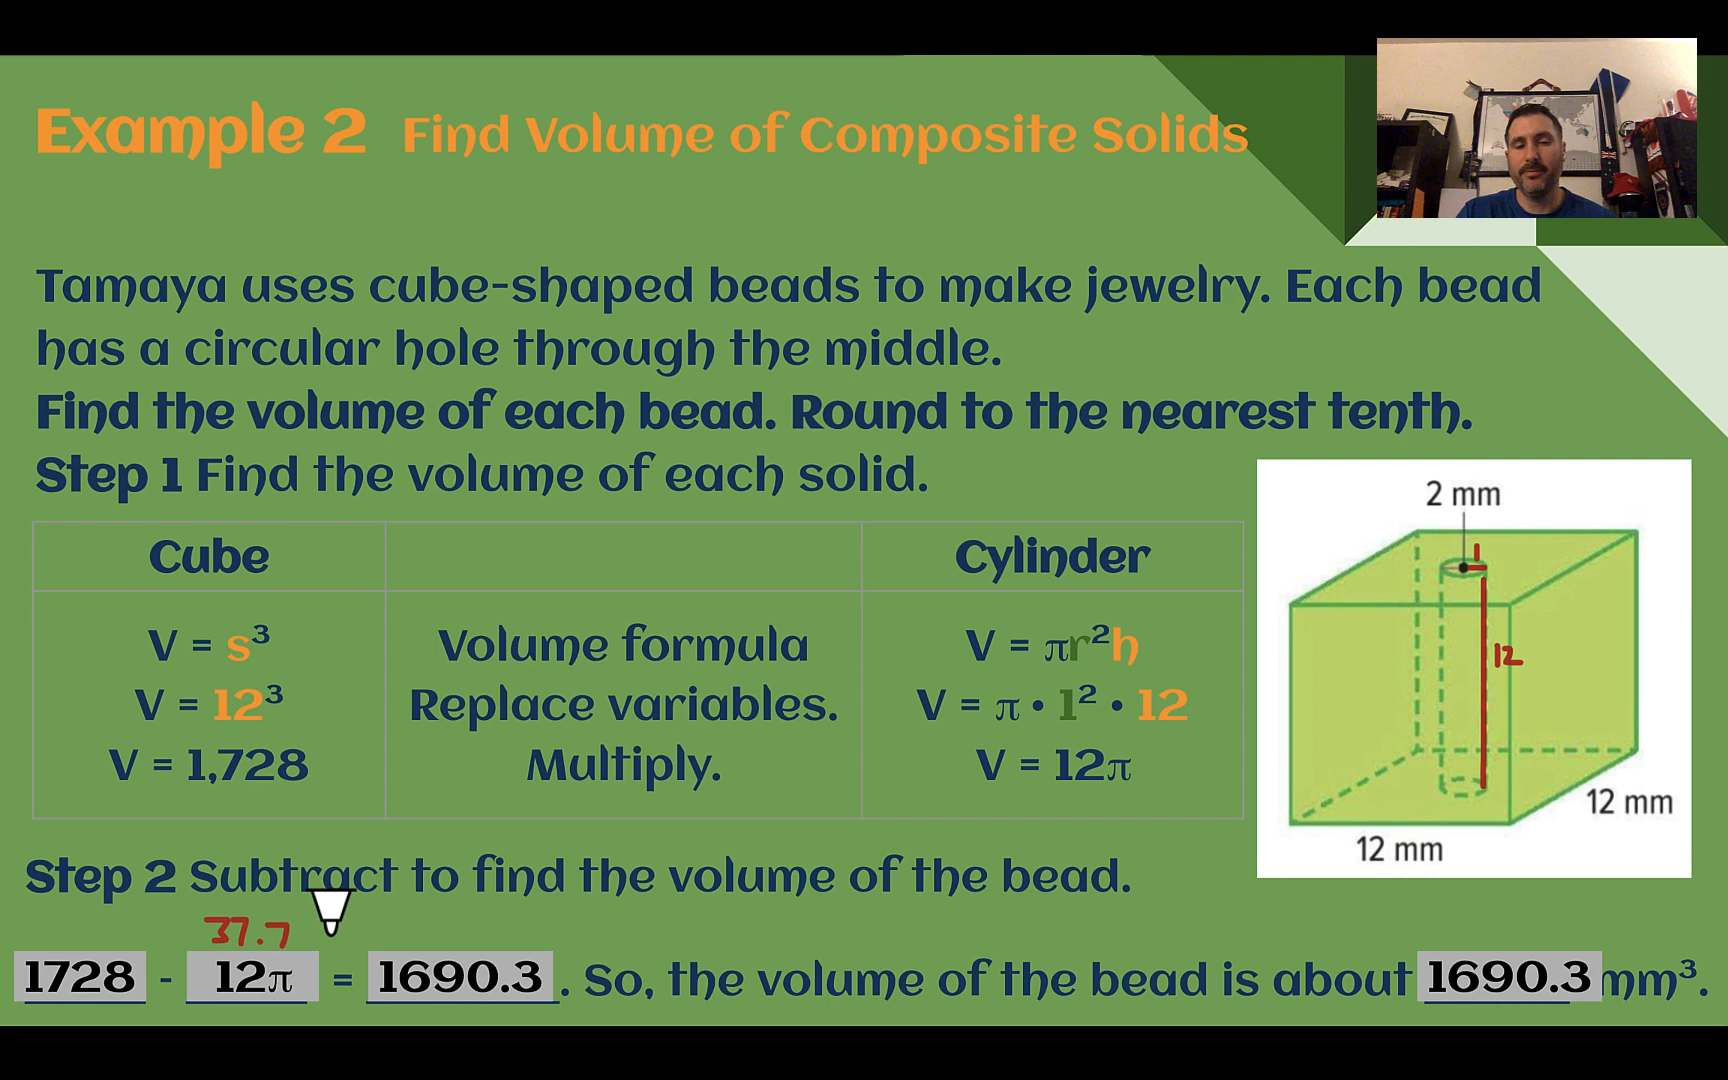 Example 2 Find Volume of Composite Solids
Tamaya uses cube-shaped beads to make jewelry. Each bead
has a circular hole through the middle.
Find the volume of each bead. Round to the nearest tenth.
Step 1 Find the volume of each solid.
Cube Cylinder
V = s³ Volume formula V = πr²h
V = 12³ Replace variables. V = π • 1² • 12
V = 1,728 Multiply. V = 12π
2 mm
1
12
12 mm
12 mm
Step 2 Subtract to find the volume of the bead.
37.7
1728 - 12π = 1690.3. So, the volume of the bead is about 1690.3 mm³.